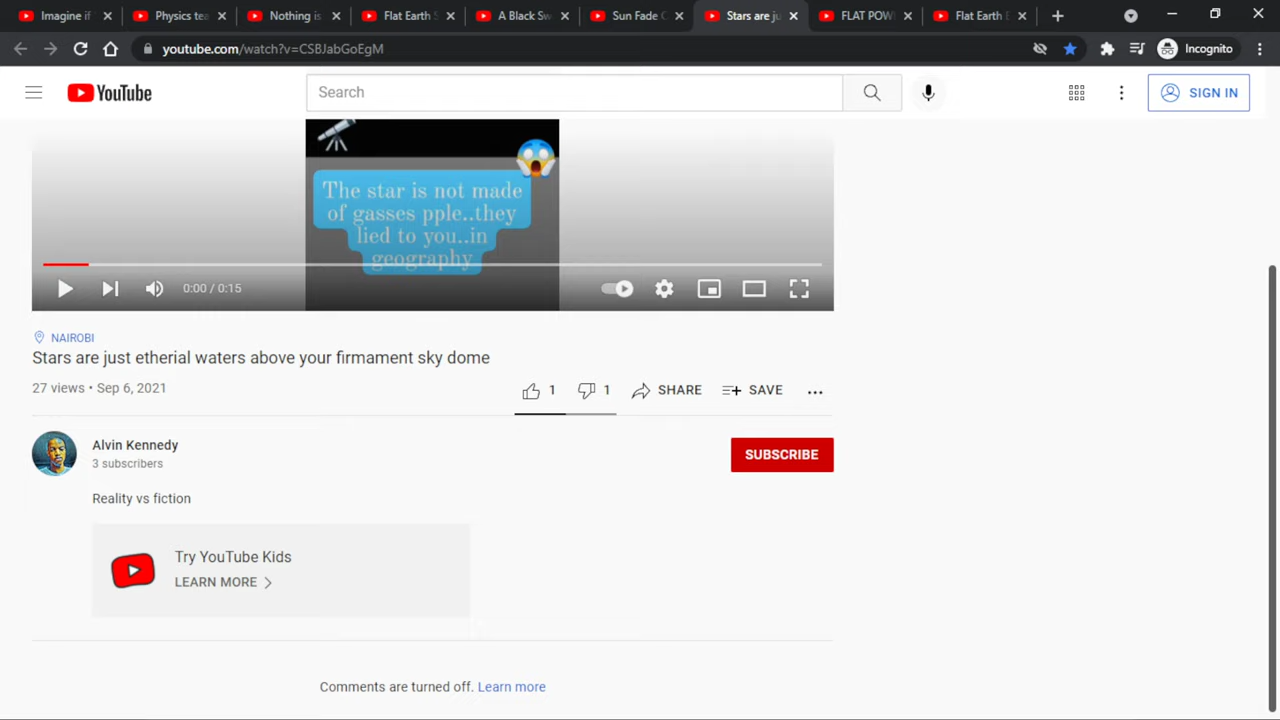 Imagine if
Physics tea
Nothing is
Flat Earth S
A Black Sw
Sun Fade C
Stars are ju
FLAT POW
Flat Earth E
youtube.com/watch?v=CSBJabGoEgM
Incognito
YouTube
Search
SIGN IN
The star is not made
of gasses pple..they
lied to you..in
geography
0:00 / 0:15
NAIROBI
Stars are just etherial waters above your firmament sky dome
27 views • Sep 6, 2021
1
1
SHARE
SAVE
Alvin Kennedy
3 subscribers
SUBSCRIBE
Reality vs fiction
Try YouTube Kids
LEARN MORE
Comments are turned off. Learn more